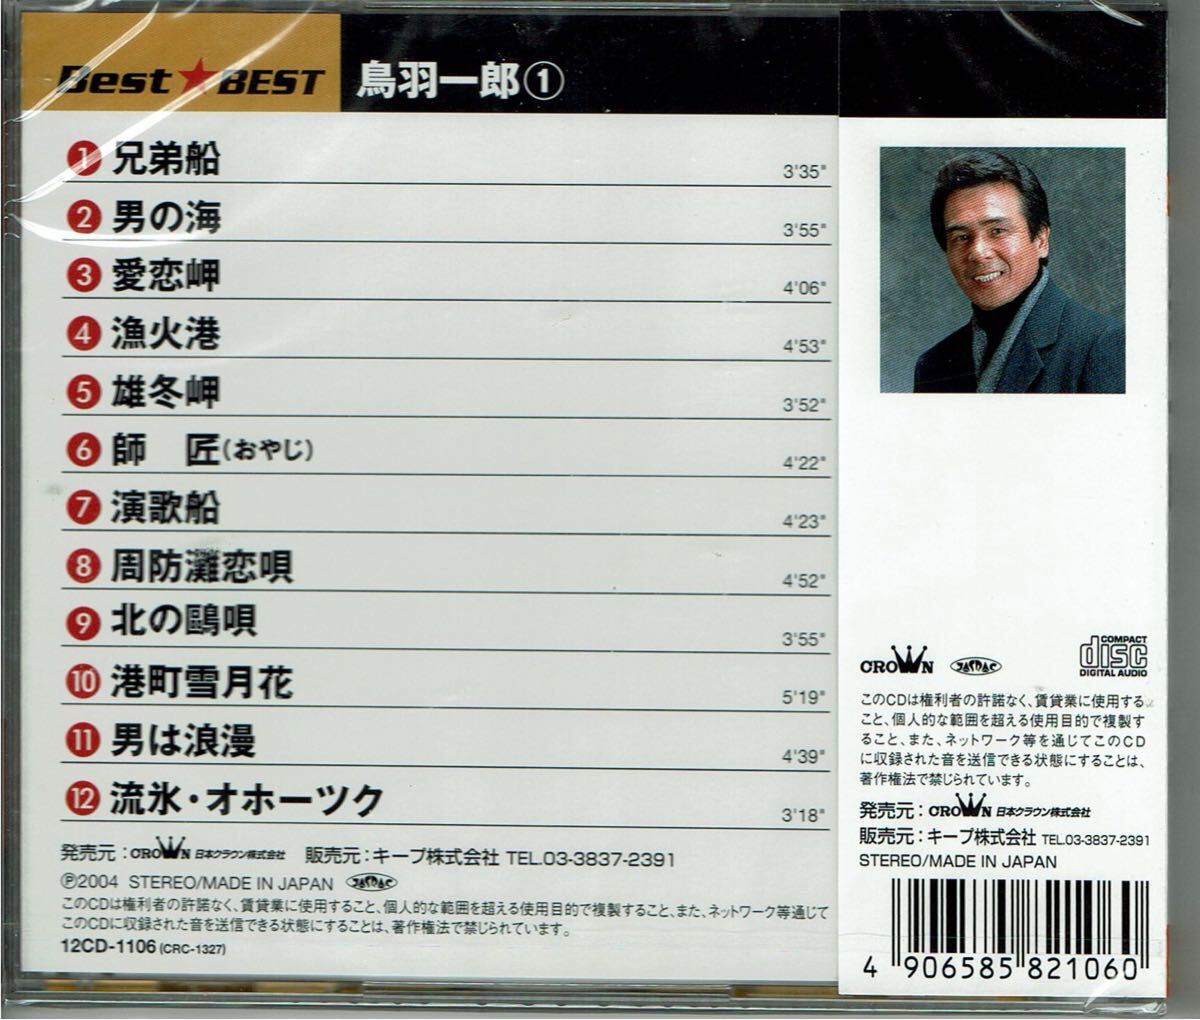 Best★BEST
鳥羽一郎①
1 兄弟船 3'35"
2 男の海 3'55"
3 愛恋岬 4'06"
4 漁火港 4'53"
5 雄冬岬 3'52"
6 師　匠(おやじ) 4'22"
7 演歌船 4'23"
8 周防灘恋唄 4'52"
9 北の鷗唄 3'55"
10 港町雪月花 5'19"
11 男は浪漫 4'39"
12 流氷・オホーツク 3'18"
発売元:CROWN 日本クラウン株式会社 販売元:キープ株式会社 TEL.03-3837-2391
℗2004 STEREO/MADE IN JAPAN JASRAC
このCDは権利者の許諾なく、賃貸業に使用すること、個人的な範囲を超える使用目的で複製すること、また、ネットワーク等通じて
このCDに収録された音を送信できる状態にすることは、著作権法で禁じられています。
12CD-1106 (CRC-1327)
CROWN JASRAC COMPACT disc DIGITAL AUDIO
このCDは権利者の許諾なく、賃貸業に使用する
こと、個人的な範囲を超える使用目的で複製す
ること、また、ネットワーク等を通じてこのCD
に収録された音を送信できる状態にすることは、
著作権法で禁じられています。
発売元:CROWN 日本クラウン株式会社
販売元:キープ株式会社 TEL.03-3837-2391
STEREO/MADE IN JAPAN
4 906585 821060